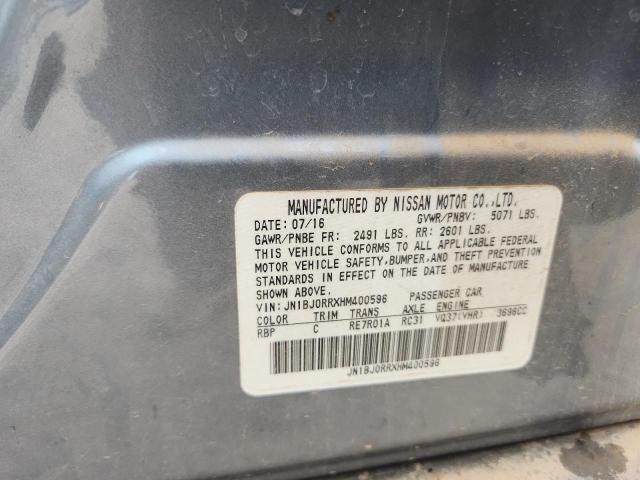 MANUFACTURED BY NISSAN MOTOR CO.,LTD.
DATE: 07/16 GVWR/PNBV: 5071 LBS.
GAWR/PNBE FR: 2491 LBS. RR: 2601 LBS.
THIS VEHICLE CONFORMS TO ALL APPLICABLE FEDERAL
MOTOR VEHICLE SAFETY,BUMPER,AND THEFT PREVENTION
STANDARDS IN EFFECT ON THE DATE OF MANUFACTURE
SHOWN ABOVE.
VIN: JN1BJ0RRXHM400596 PASSENGER CAR
COLOR TRIM TRANS AXLE ENGINE
RBP C RE7R01A RC31 VQ37(VHR) 3696CC
JN1BJ0RRXHM400596